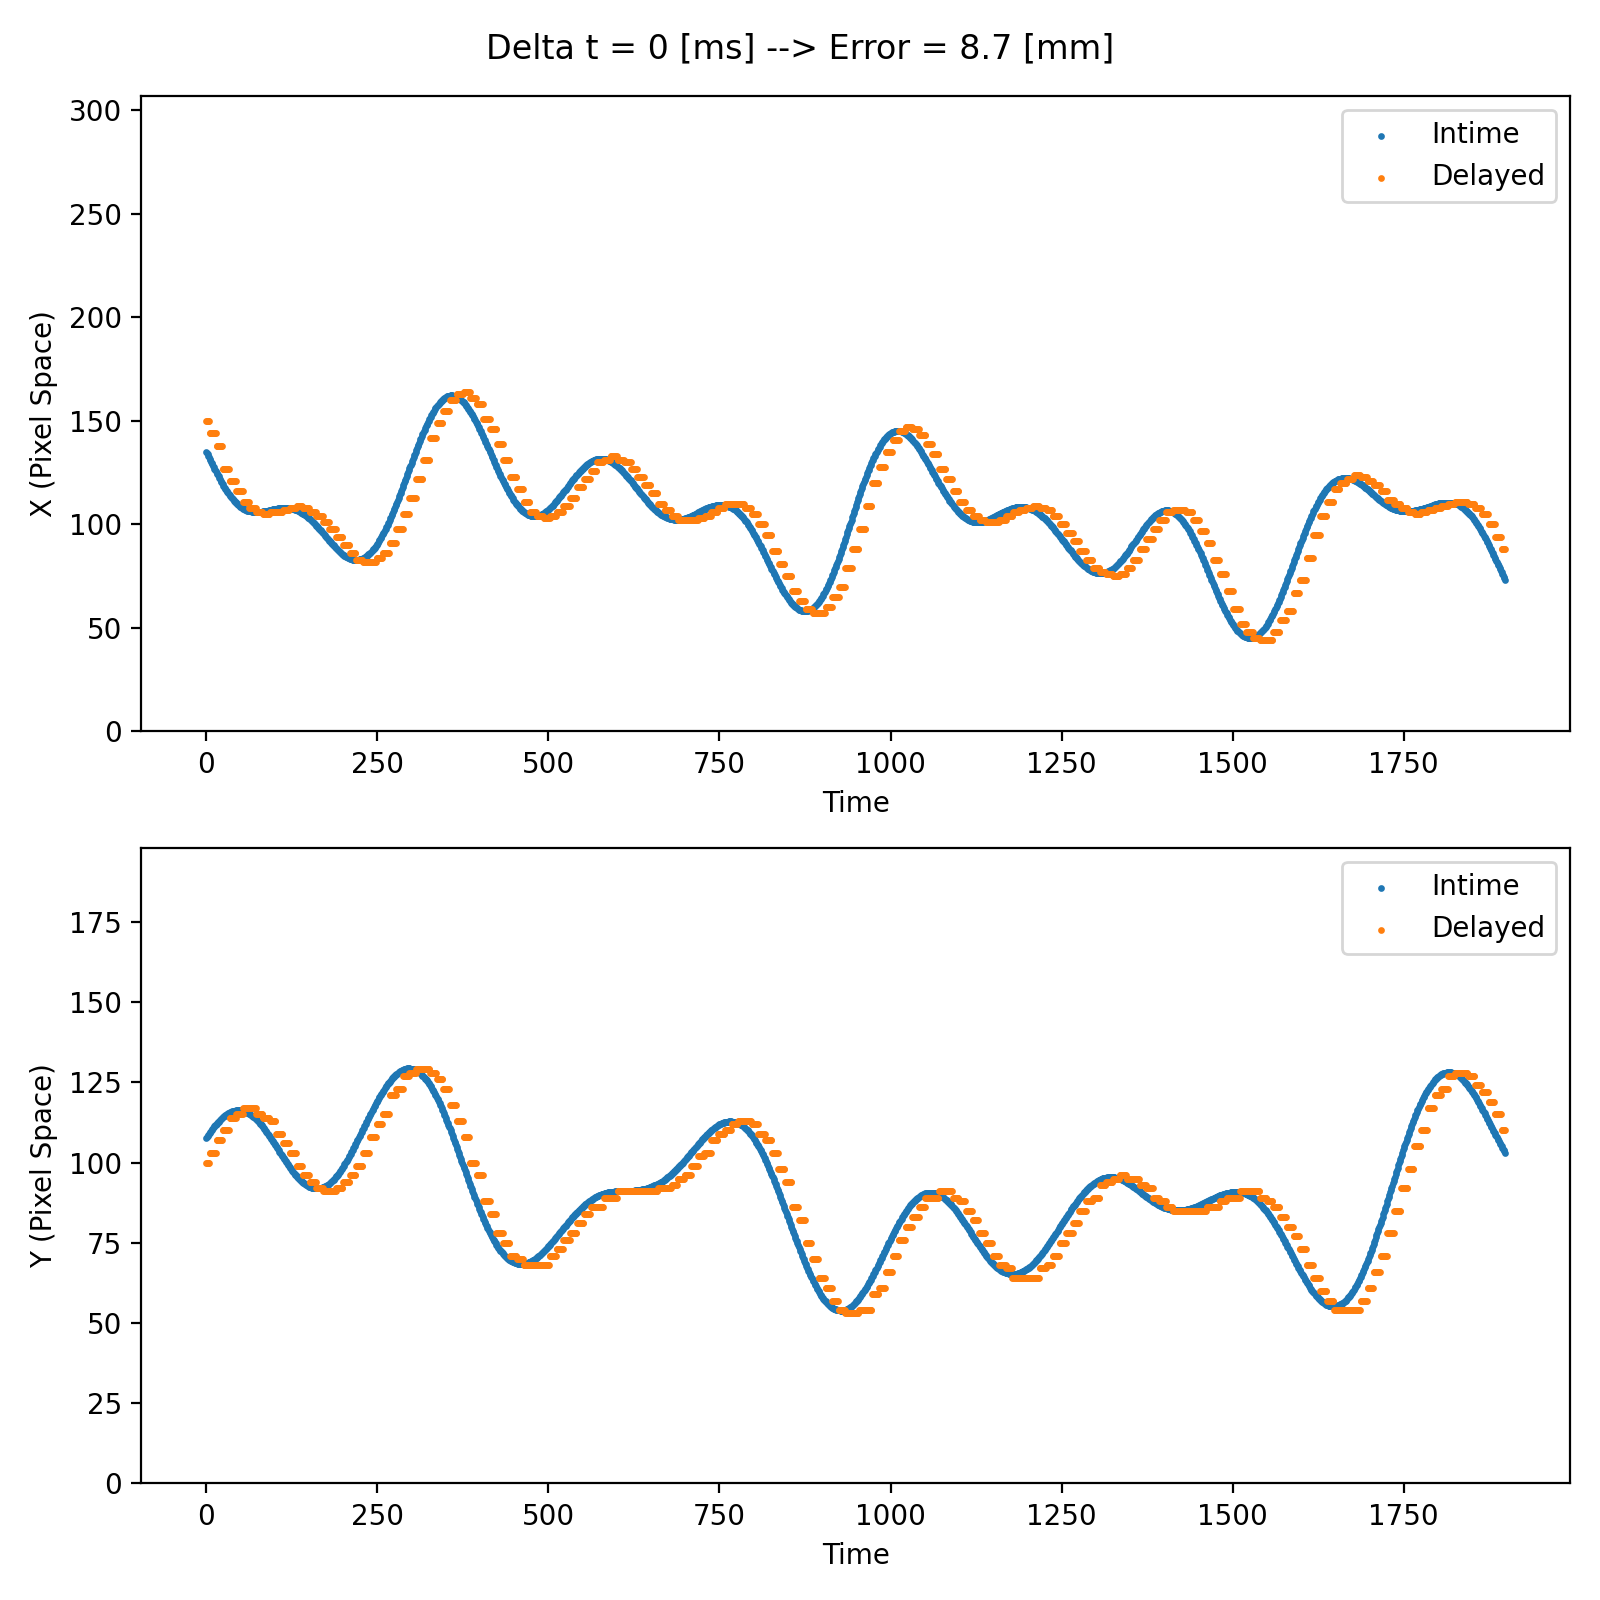 Delta t = 0 [ms] --> Error = 8.7 [mm]
300
250
200
150
100
50
0
X (Pixel Space)
Intime
Delayed
0 250 500 750 1000 1250 1500 1750
Time
175
150
125
100
75
50
25
0
Y (Pixel Space)
Intime
Delayed
0 250 500 750 1000 1250 1500 1750
Time